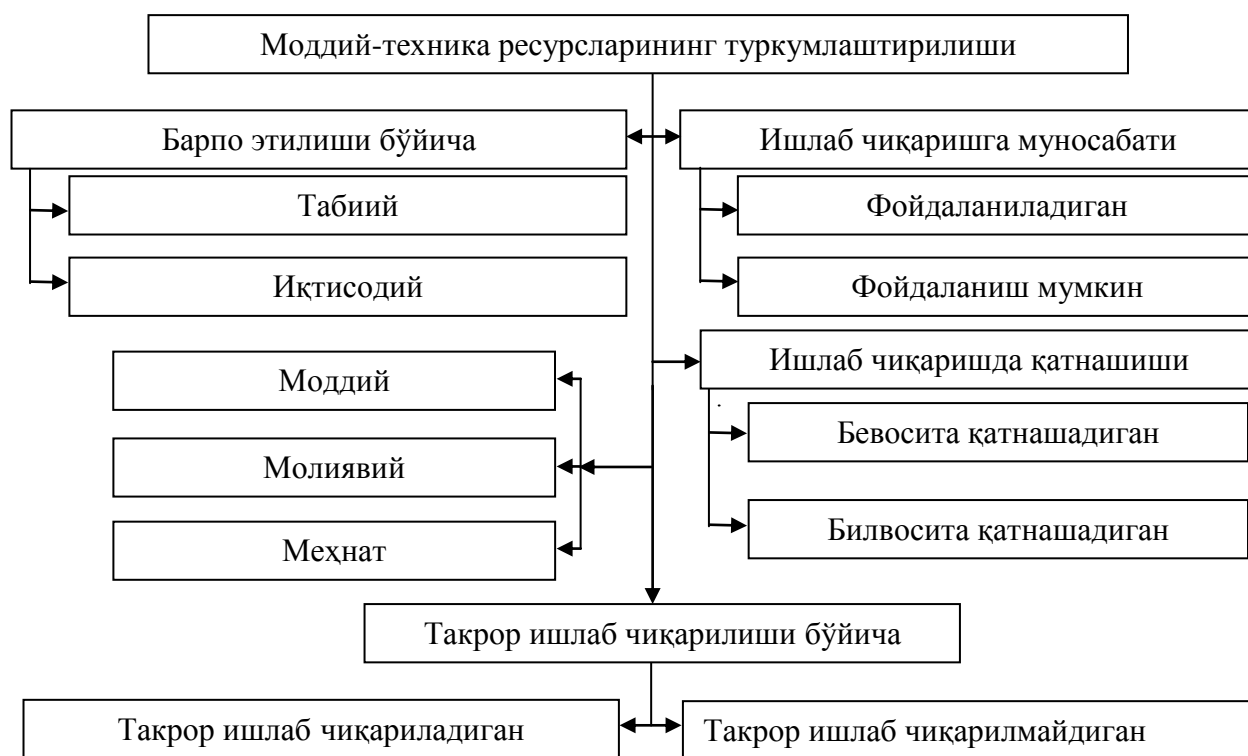 Моддий-техника ресурсларининг туркумлаштирилиши
Барпо этилиши бўйича
Ишлаб чиқаришга муносабати
Табиий
Фойдаланиладиган
Иқтисодий
Фойдаланиш мумкин
Ишлаб чиқаришда қатнашиши
Моддий
Бевосита қатнашадиган
Молиявий
Билвосита қатнашадиган
Меҳнат
Такрор ишлаб чиқарилиши бўйича
Такрор ишлаб чиқариладиган
Такрор ишлаб чиқарилмайдиган